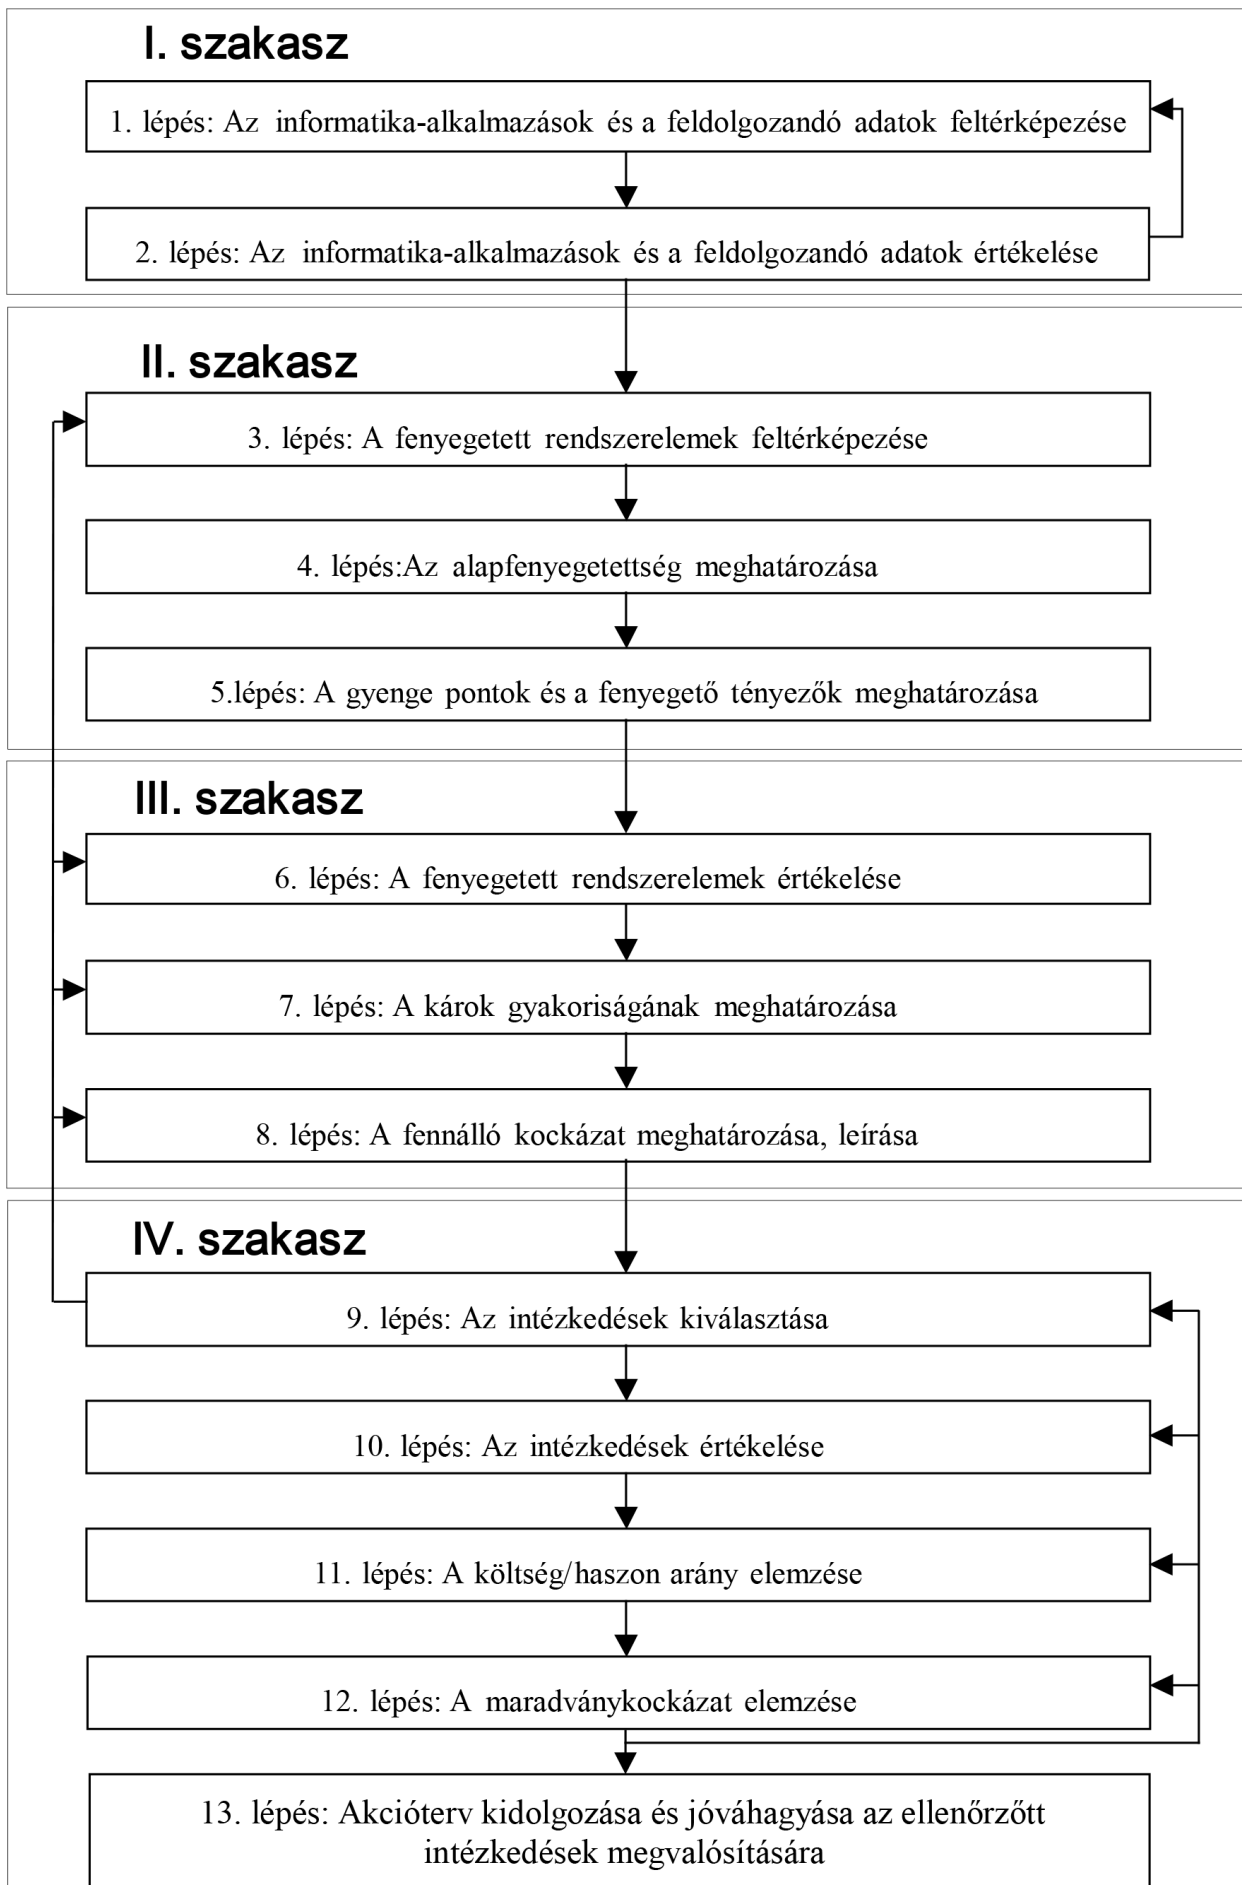 I. szakasz
1. lépés: Az informatika-alkalmazások és a feldolgozandó adatok feltérképezése
2. lépés: Az informatika-alkalmazások és a feldolgozandó adatok értékelése
II. szakasz
3. lépés: A fenyegetett rendszerelemek feltérképezése
4. lépés:Az alapfenyegetettség meghatározása
5.lépés: A gyenge pontok és a fenyegető tényezők meghatározása
III. szakasz
6. lépés: A fenyegetett rendszerelemek értékelése
7. lépés: A károk gyakoriságának meghatározása
8. lépés: A fennálló kockázat meghatározása, leírása
IV. szakasz
9. lépés: Az intézkedések kiválasztása
10. lépés: Az intézkedések értékelése
11. lépés: A költség/haszon arány elemzése
12. lépés: A maradványkockázat elemzése
13. lépés: Akcióterv kidolgozása és jóváhagyása az ellenőrzőtt
intézkedések megvalósítására